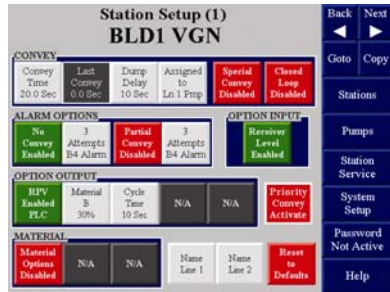 Station Setup (1)
BLD1 VGN
Back Next
Goto Copy
Stations
Pumps
Station
Service
System
Setup
Password
Not Active
Help
CONVEY
Convey
Time
20.0 Sec
Last
Convey
0.0 Sec
Dump
Delay
10 Sec
Assigned
to
Ln 1 Pmp
Special
Convey
Disabled
Closed
Loop
Disabled
ALARM OPTIONS
No
Convey
Enabled
3
Attempts
B4 Alarm
Partial
Convey
Disabled
3
Attempts
B4 Alarm
OPTION INPUT
Receiver
Level
Enabled
OPTION OUTPUT
RPV
Enabled
PLC
Material
B
30%
Cycle
Time
10 Sec
N/A
N/A
Priority
Convey
Activate
MATERIAL
Material
Options
Disabled
N/A
N/A
Name
Line 1
Name
Line 2
Reset
to
Defaults